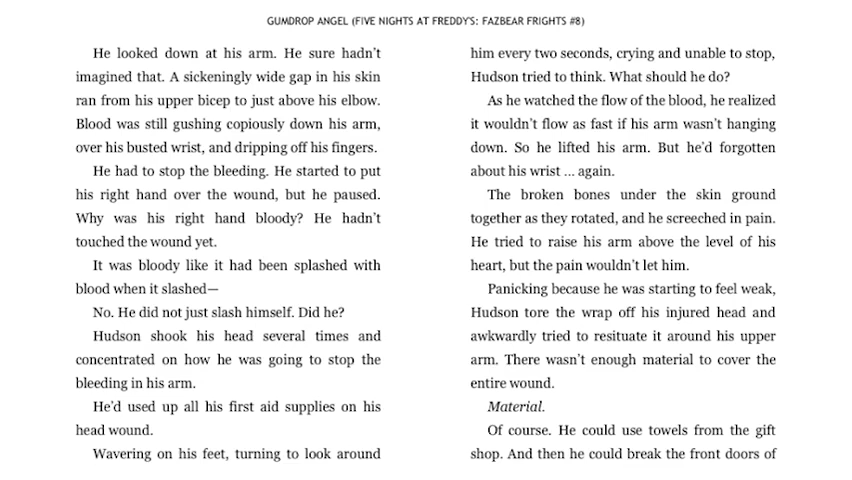 GUMDROP ANGEL (FIVE NIGHTS AT FREDDY'S: FAZBEAR FRIGHTS #8)
He looked down at his arm. He sure hadn't
imagined that. A sickeningly wide gap in his skin
ran from his upper bicep to just above his elbow.
Blood was still gushing copiously down his arm,
over his busted wrist, and dripping off his fingers.
He had to stop the bleeding. He started to put
his right hand over the wound, but he paused.
Why was his right hand bloody? He hadn't
touched the wound yet.
It was bloody like it had been splashed with
blood when it slashed—
No. He did not just slash himself. Did he?
Hudson shook his head several times and
concentrated on how he was going to stop the
bleeding in his arm.
He'd used up all his first aid supplies on his
head wound.
Wavering on his feet, turning to look around
him every two seconds, crying and unable to stop,
Hudson tried to think. What should he do?
As he watched the flow of the blood, he realized
it wouldn't flow as fast if his arm wasn't hanging
down. So he lifted his arm. But he'd forgotten
about his wrist ... again.
The broken bones under the skin ground
together as they rotated, and he screeched in pain.
He tried to raise his arm above the level of his
heart, but the pain wouldn't let him.
Panicking because he was starting to feel weak,
Hudson tore the wrap off his injured head and
awkwardly tried to resituate it around his upper
arm. There wasn't enough material to cover the
entire wound.
Material.
Of course. He could use towels from the gift
shop. And then he could break the front doors of